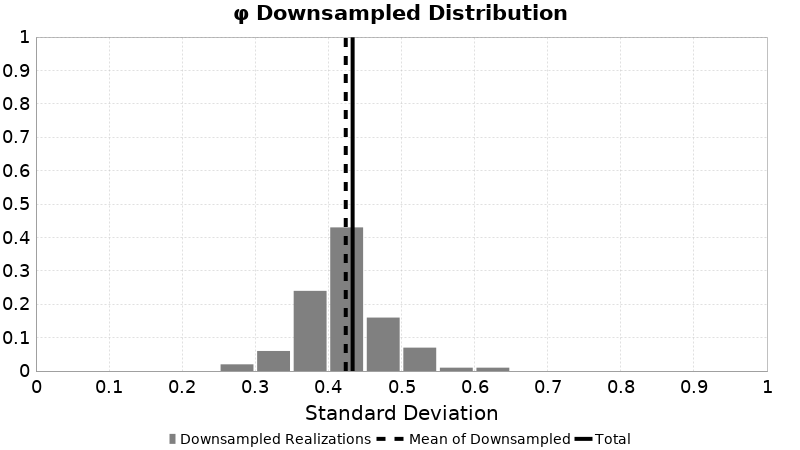 φ Downsampled Distribution
1
0.9
0.8
0.7
0.6
0.5
0.4
0.3
0.2
0.1
0
0 0.1 0.2 0.3 0.4 0.5 0.6 0.7 0.8 0.9 1
Standard Deviation
Downsampled Realizations Mean of Downsampled Total